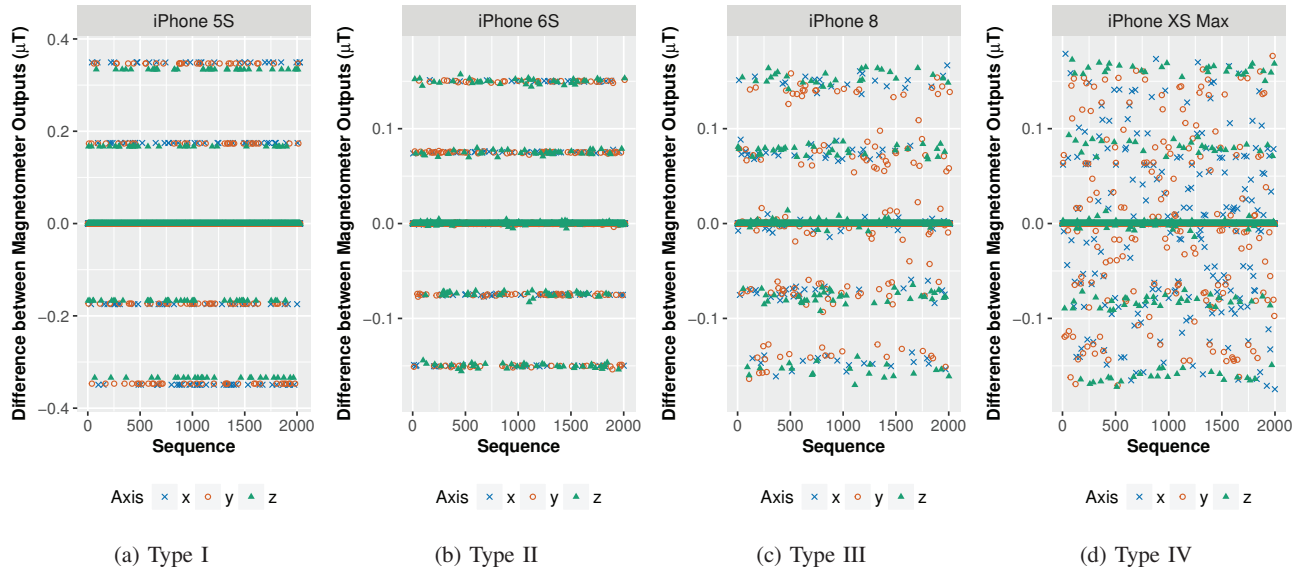 iPhone 5S
Difference between Magnetometer Outputs (μT)
0.4
0.2
0.0
−0.2
−0.4
0 500 1000 1500 2000
Sequence
Axis x y z
(a) Type I
iPhone 6S
Difference between Magnetometer Outputs (μT)
0.1
0.0
−0.1
0 500 1000 1500 2000
Sequence
Axis x y z
(b) Type II
iPhone 8
Difference between Magnetometer Outputs (μT)
0.1
0.0
−0.1
0 500 1000 1500 2000
Sequence
Axis x y z
(c) Type III
iPhone XS Max
Difference between Magnetometer Outputs (μT)
0.1
0.0
−0.1
0 500 1000 1500 2000
Sequence
Axis x y z
(d) Type IV